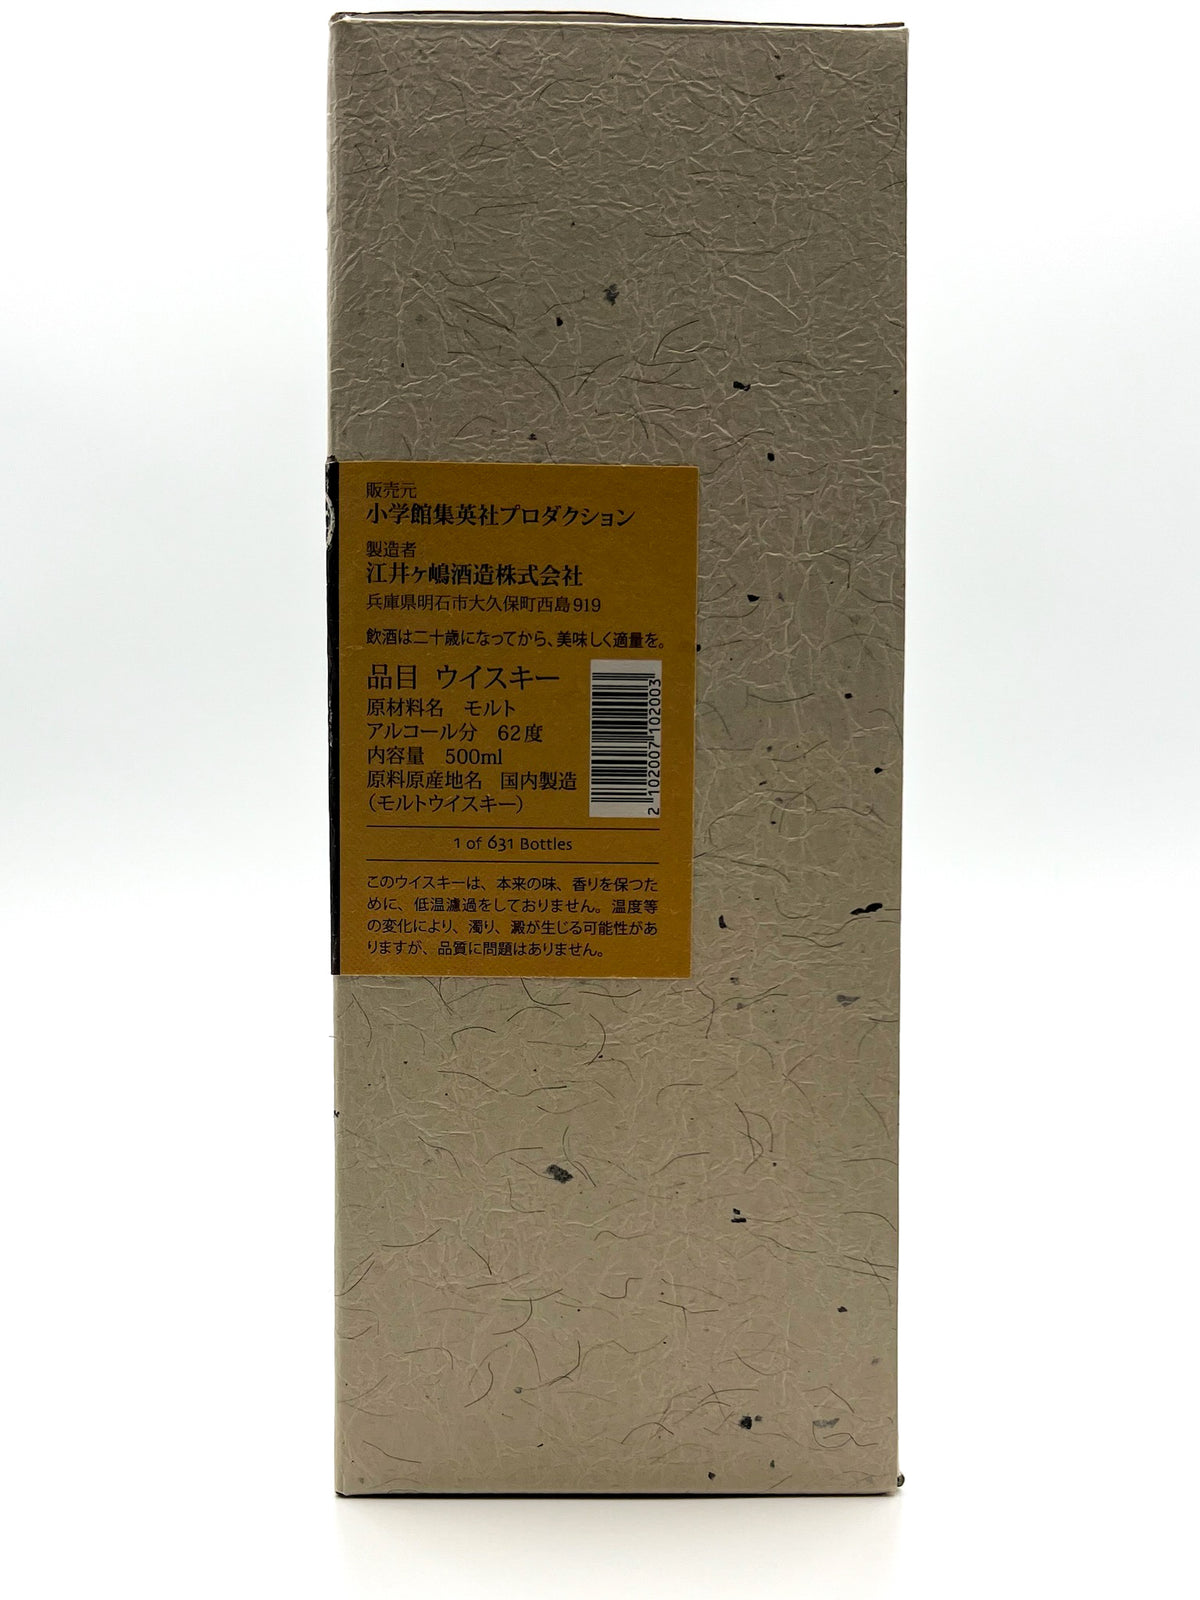 販売元
小学館集英社プロダクション
製造者
江井ヶ嶋酒造株式会社
兵庫県明石市大久保町西島919
飲酒は二十歳になってから、美味しく適量を。
品目 ウイスキー
原材料名 モルト
アルコール分 62度
内容量 500ml
原料原産地名 国内製造
（モルトウイスキー）
2 102007 102003
1 of 631 Bottles
このウイスキーは、本来の味、香りを保つた
めに、低温濾過をしておりません。温度等
の変化により、濁り、澱が生じる可能性があ
りますが、品質に問題はありません。